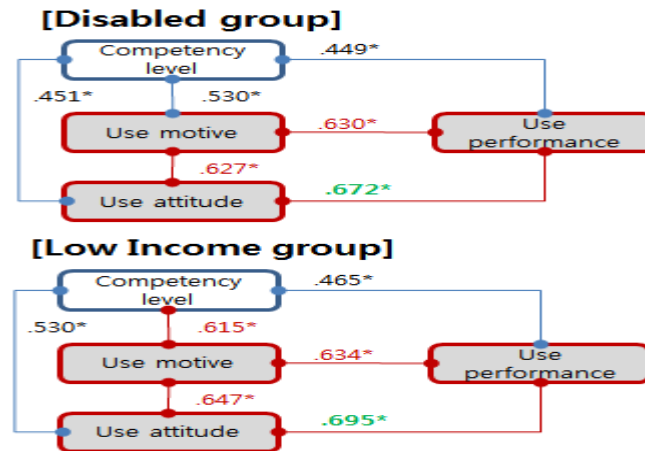 [Disabled group]
Competency
level
.449*
.451*
.530*
Use motive
.630*
Use
performance
.627*
Use attitude
.672*
[Low Income group]
Competency
level
.465*
.530*
.615*
Use motive
.634*
Use
performance
.647*
Use attitude
.695*